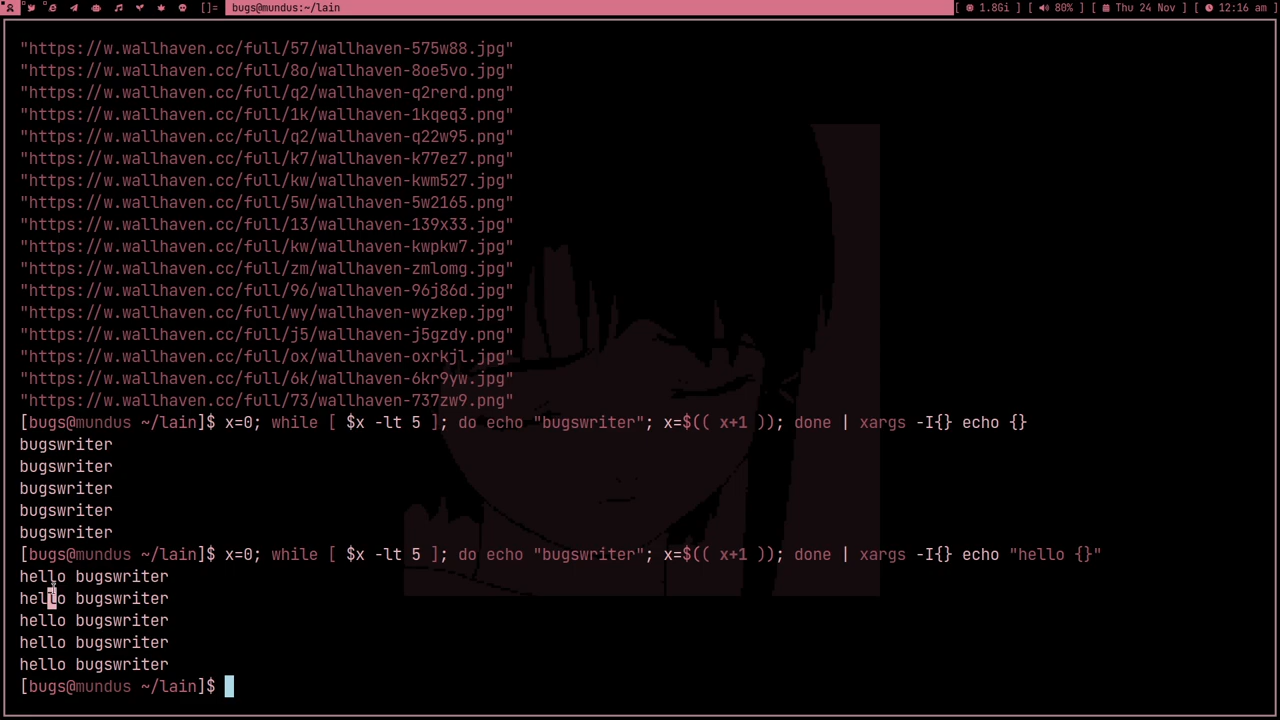 []= bugs@mundus:~/lain [ 1.8Gi ] [ 80% ] [ Thu 24 Nov ] [ 12:16 am ]
"https://w.wallhaven.cc/full/57/wallhaven-575w88.jpg"
"https://w.wallhaven.cc/full/8o/wallhaven-8oe5vo.jpg"
"https://w.wallhaven.cc/full/q2/wallhaven-q2rerd.png"
"https://w.wallhaven.cc/full/1k/wallhaven-1kqeq3.png"
"https://w.wallhaven.cc/full/q2/wallhaven-q22w95.png"
"https://w.wallhaven.cc/full/k7/wallhaven-k77ez7.png"
"https://w.wallhaven.cc/full/kw/wallhaven-kwm527.png"
"https://w.wallhaven.cc/full/5w/wallhaven-5w2165.png"
"https://w.wallhaven.cc/full/13/wallhaven-139x33.jpg"
"https://w.wallhaven.cc/full/kw/wallhaven-kwpkw7.png"
"https://w.wallhaven.cc/full/zm/wallhaven-zmlomg.png"
"https://w.wallhaven.cc/full/96/wallhaven-96j86d.jpg"
"https://w.wallhaven.cc/full/wy/wallhaven-wyzkep.jpg"
"https://w.wallhaven.cc/full/j5/wallhaven-j5gzdy.png"
"https://w.wallhaven.cc/full/ox/wallhaven-oxrkjl.jpg"
"https://w.wallhaven.cc/full/6k/wallhaven-6kr9yw.jpg"
"https://w.wallhaven.cc/full/73/wallhaven-737zw9.png"
[bugs@mundus ~/lain]$ x=0; while [ $x -lt 5 ]; do echo "bugswriter"; x=$(( x+1 )); done | xargs -I{} echo {}
bugswriter
bugswriter
bugswriter
bugswriter
bugswriter
[bugs@mundus ~/lain]$ x=0; while [ $x -lt 5 ]; do echo "bugswriter"; x=$(( x+1 )); done | xargs -I{} echo "hello {}"
hello bugswriter
hello bugswriter
hello bugswriter
hello bugswriter
hello bugswriter
[bugs@mundus ~/lain]$